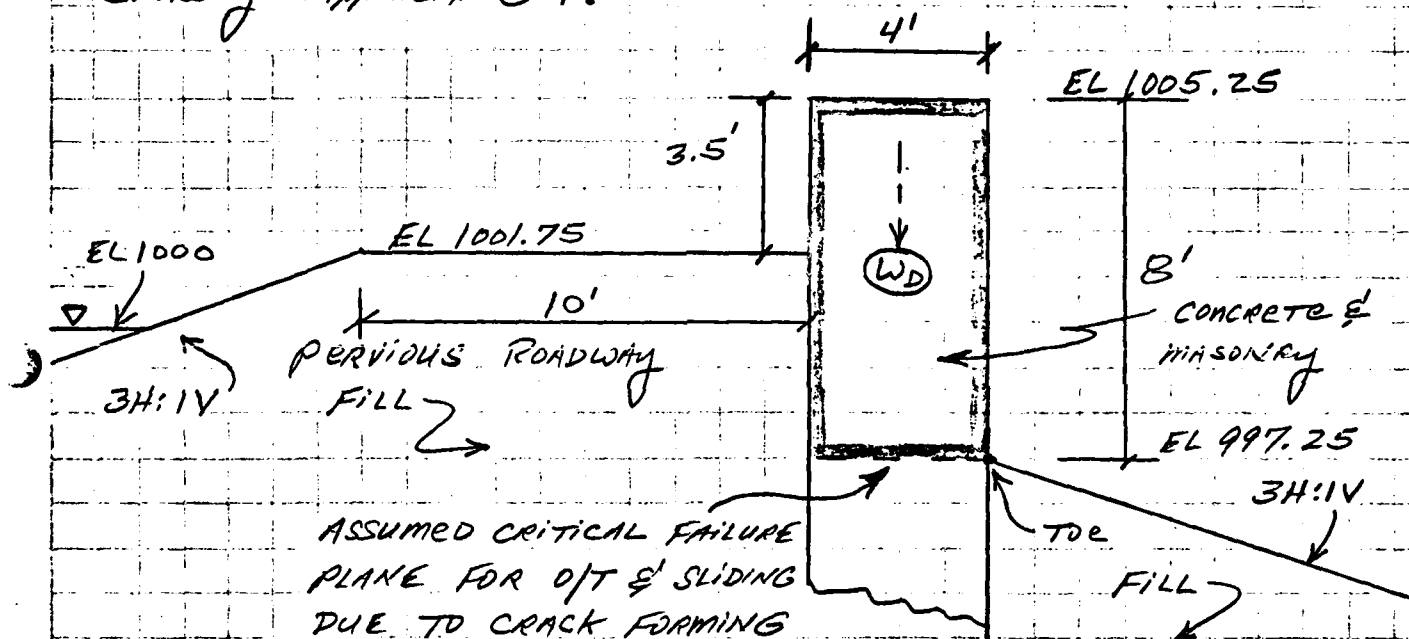 4'
EL 1005.25
3.5'
EL 1001.75
EL 1000
WD
8'
10'
CONCRETE &
MASONRY
PERVIOUS ROADWAY
3H:1V
FILL
EL 997.25
3H:1V
ASSUMED CRITICAL FAILURE
TOE
PLANE FOR O/T & SLIDING
FILL
DUE TO CRACK FORMING